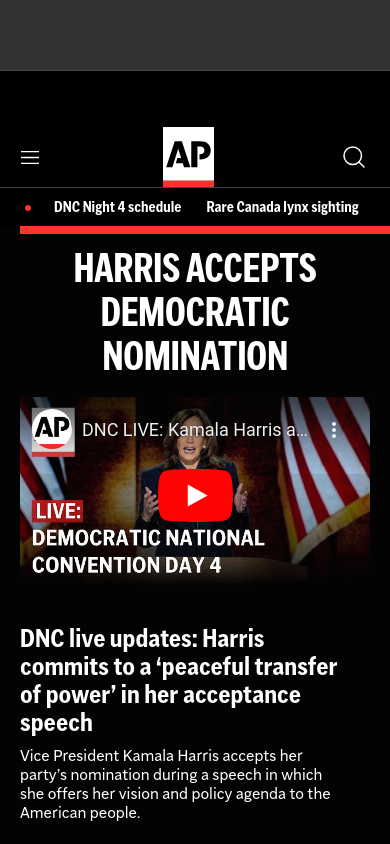 AP
DNC Night 4 schedule
Rare Canada lynx sighting
HARRIS ACCEPTS
DEMOCRATIC
NOMINATION
AP
DNC LIVE: Kamala Harris a...
LIVE:
DEMOCRATIC NATIONAL
CONVENTION DAY 4
DNC live updates: Harris
commits to a ‘peaceful transfer
of power’ in her acceptance
speech
Vice President Kamala Harris accepts her
party’s nomination during a speech in which
she offers her vision and policy agenda to the
American people.